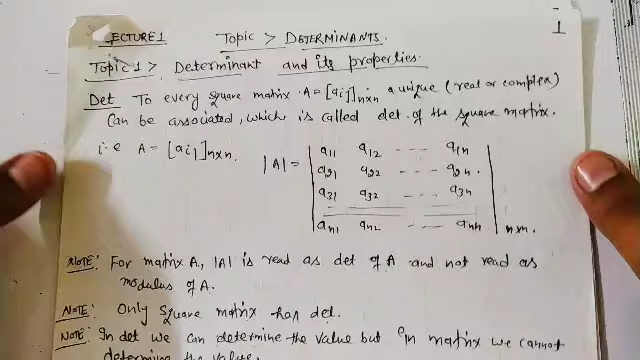 LECTURE 1 Topic > DETERMINANTS. 1
Topic 1 > Determinant and its properties.
Det To every square matrix A = [aij]n×n a unique (real or complex)
Can be associated, which is called det. of the square matrix.
i.e A = [aij]n×n. |A| = | a11 a12 ---- a1n |
a21 a22 ---- a2n.
a31 a32 --- a3n
an1 an2 ---- ann | n×n.
NOTE: For matrix A, |A| is read as det of A and not read as
modulus of A.
NOTE: Only square matrix has det.
NOTE: In det we can determine the value but in matrix we cannot
determine the value.